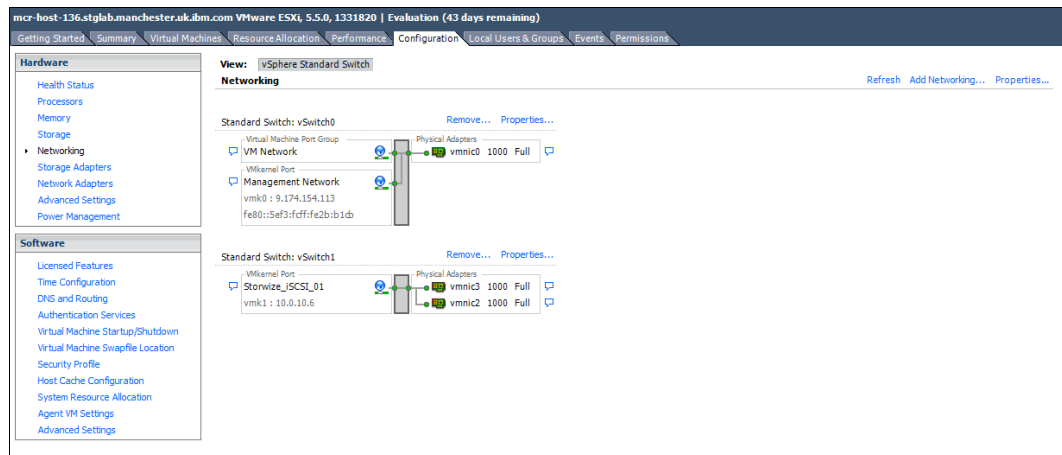 mcr-host-136.stglab.manchester.uk.ibm.com VMware ESXi, 5.5.0, 1331820 | Evaluation (43 days remaining)
Getting Started Summary Virtual Machines Resource Allocation Performance Configuration Local Users & Groups Events Permissions
Hardware
Health Status
Processors
Memory
Storage
Networking
Storage Adapters
Network Adapters
Advanced Settings
Power Management
Software
Licensed Features
Time Configuration
DNS and Routing
Authentication Services
Virtual Machine Startup/Shutdown
Virtual Machine Swapfile Location
Security Profile
Host Cache Configuration
System Resource Allocation
Agent VM Settings
Advanced Settings
View: vSphere Standard Switch
Networking
Refresh Add Networking... Properties...
Standard Switch: vSwitch0 Remove... Properties...
Virtual Machine Port Group Physical Adapters
VM Network vmnic0 1000 Full
VMkernel Port
Management Network
vmk0 : 9.174.154.113
fe80::5ef3:fcff:fe2b:b1cb
Standard Switch: vSwitch1 Remove... Properties...
VMkernel Port Physical Adapters
Storwize_iSCSI_01 vmnic3 1000 Full
vmk1 : 10.0.10.6 vmnic2 1000 Full